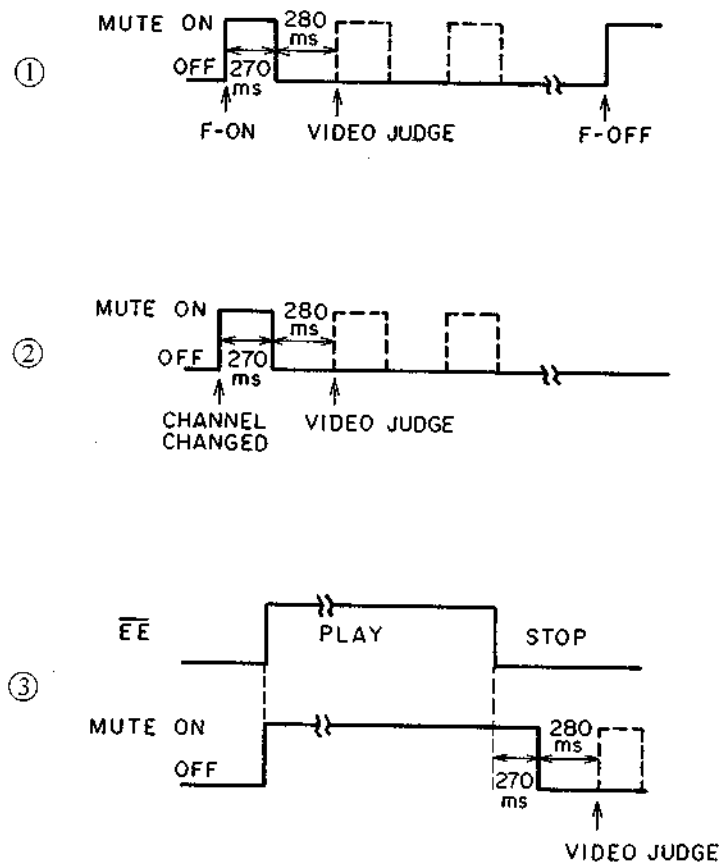 ①
MUTE ON
OFF
270
ms
280
ms
F-ON
VIDEO JUDGE
F-OFF
②
MUTE ON
OFF
270
ms
280
ms
CHANNEL
CHANGED
VIDEO JUDGE
③
EE
PLAY
STOP
MUTE ON
OFF
270
ms
280
ms
VIDEO JUDGE